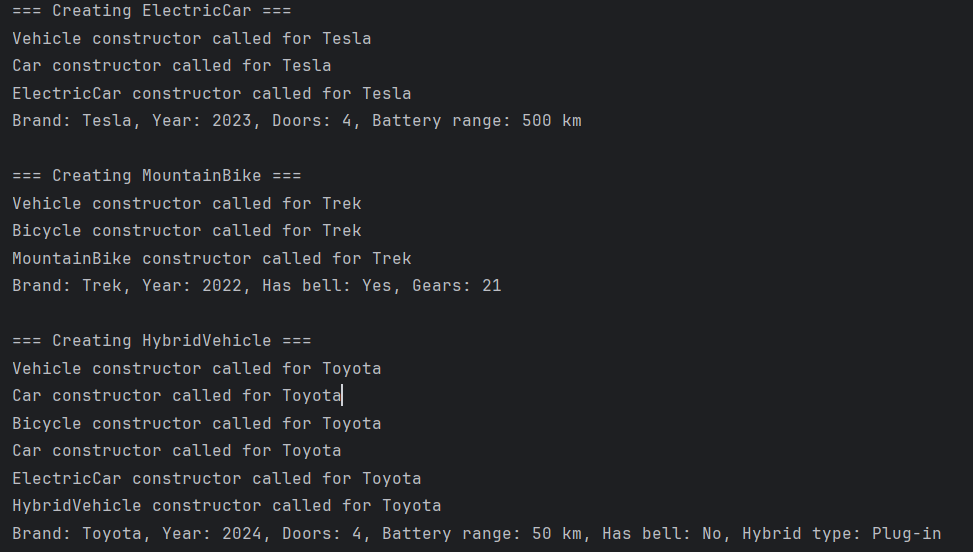 === Creating ElectricCar ===
Vehicle constructor called for Tesla
Car constructor called for Tesla
ElectricCar constructor called for Tesla
Brand: Tesla, Year: 2023, Doors: 4, Battery range: 500 km
=== Creating MountainBike ===
Vehicle constructor called for Trek
Bicycle constructor called for Trek
MountainBike constructor called for Trek
Brand: Trek, Year: 2022, Has bell: Yes, Gears: 21
=== Creating HybridVehicle ===
Vehicle constructor called for Toyota
Car constructor called for Toyota
Bicycle constructor called for Toyota
Car constructor called for Toyota
ElectricCar constructor called for Toyota
HybridVehicle constructor called for Toyota
Brand: Toyota, Year: 2024, Doors: 4, Battery range: 50 km, Has bell: No, Hybrid type: Plug-in